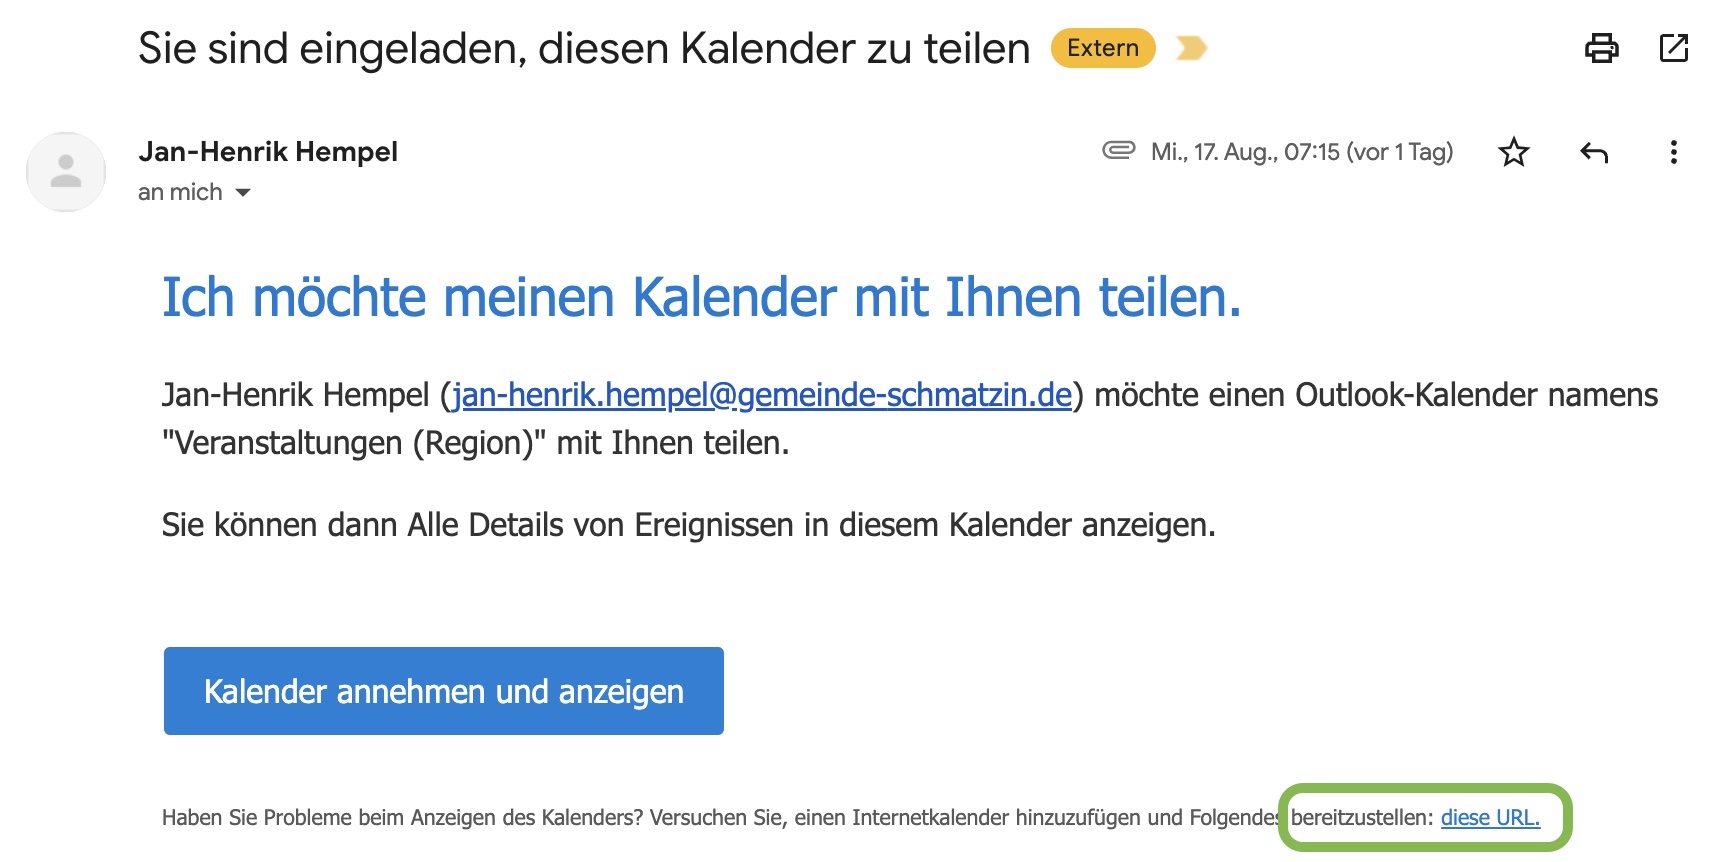 Sie sind eingeladen, diesen Kalender zu teilen Extern
Jan-Henrik Hempel Mi., 17. Aug., 07:15 (vor 1 Tag)
an mich
Ich möchte meinen Kalender mit Ihnen teilen.
Jan-Henrik Hempel (jan-henrik.hempel@gemeinde-schmatzin.de) möchte einen Outlook-Kalender namens
"Veranstaltungen (Region)" mit Ihnen teilen.
Sie können dann Alle Details von Ereignissen in diesem Kalender anzeigen.
Kalender annehmen und anzeigen
Haben Sie Probleme beim Anzeigen des Kalenders? Versuchen Sie, einen Internetkalender hinzuzufügen und Folgendes bereitzustellen: diese URL.